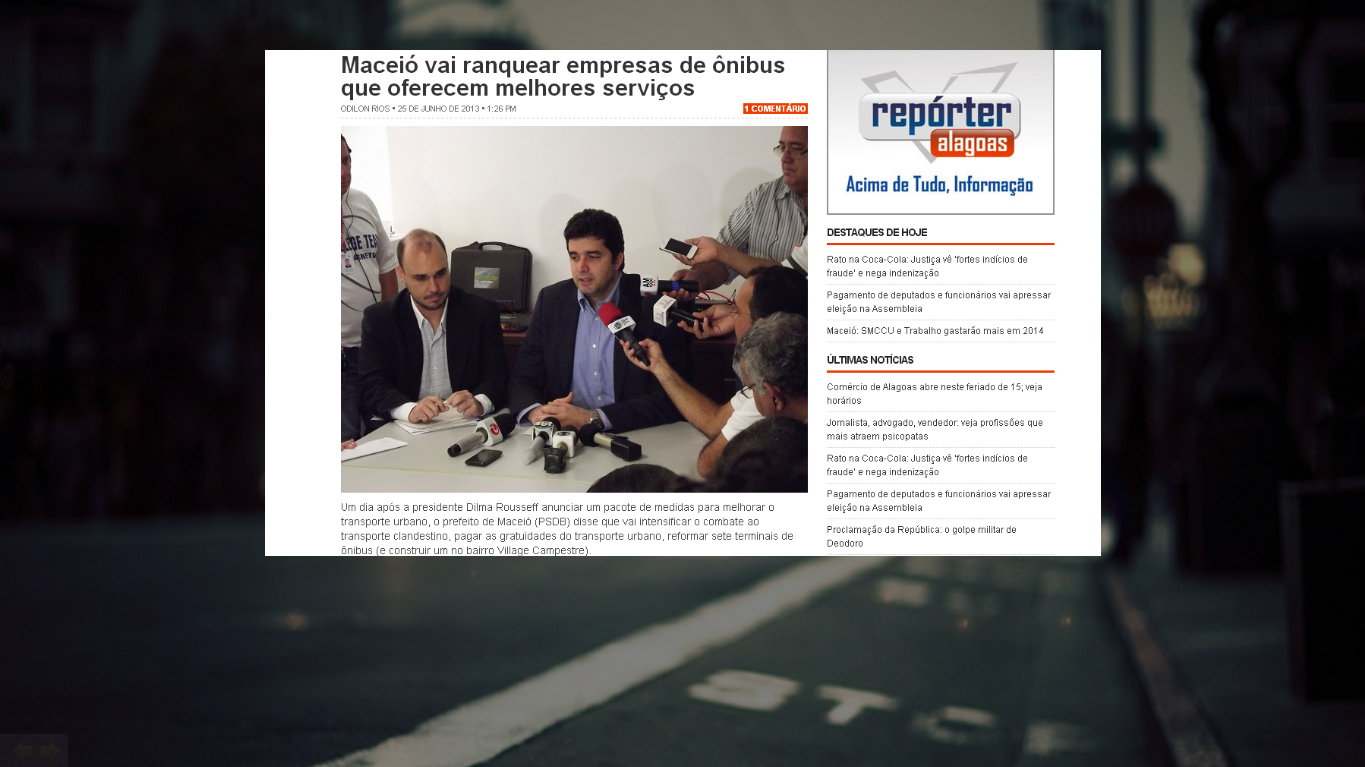 Maceió vai ranquear empresas de ônibus
que oferecem melhores serviços
ODILON RIOS • 25 DE JUNHO DE 2013 • 1:26 PM
1 COMENTÁRIO
Um dia após a presidente Dilma Rousseff anunciar um pacote de medidas para melhorar o
transporte urbano, o prefeito de Maceió (PSDB) disse que vai intensificar o combate ao
transporte clandestino, pagar as gratuidades do transporte urbano, reformar sete terminais de
ônibus (e construir um no bairro Village Campestre).
repórter
alagoas
Acima de Tudo, Informação
DESTAQUES DE HOJE
Rato na Coca-Cola: Justiça vê 'fortes indícios de
fraude' e nega indenização
Pagamento de deputados e funcionários vai apressar
eleição na Assembleia
Maceió: SMCCU e Trabalho gastarão mais em 2014
ÚLTIMAS NOTÍCIAS
Comércio de Alagoas abre neste feriado de 15; veja
horários
Jornalista, advogado, vendedor: veja profissões que
mais atraem psicopatas
Rato na Coca-Cola: Justiça vê 'fortes indícios de
fraude' e nega indenização
Pagamento de deputados e funcionários vai apressar
eleição na Assembleia
Proclamação da República: o golpe militar de
Deodoro